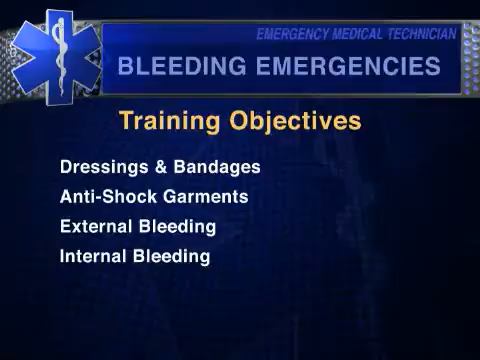 EMERGENCY MEDICAL TECHNICIAN
BLEEDING EMERGENCIES
Training Objectives
Dressings & Bandages
Anti-Shock Garments
External Bleeding
Internal Bleeding